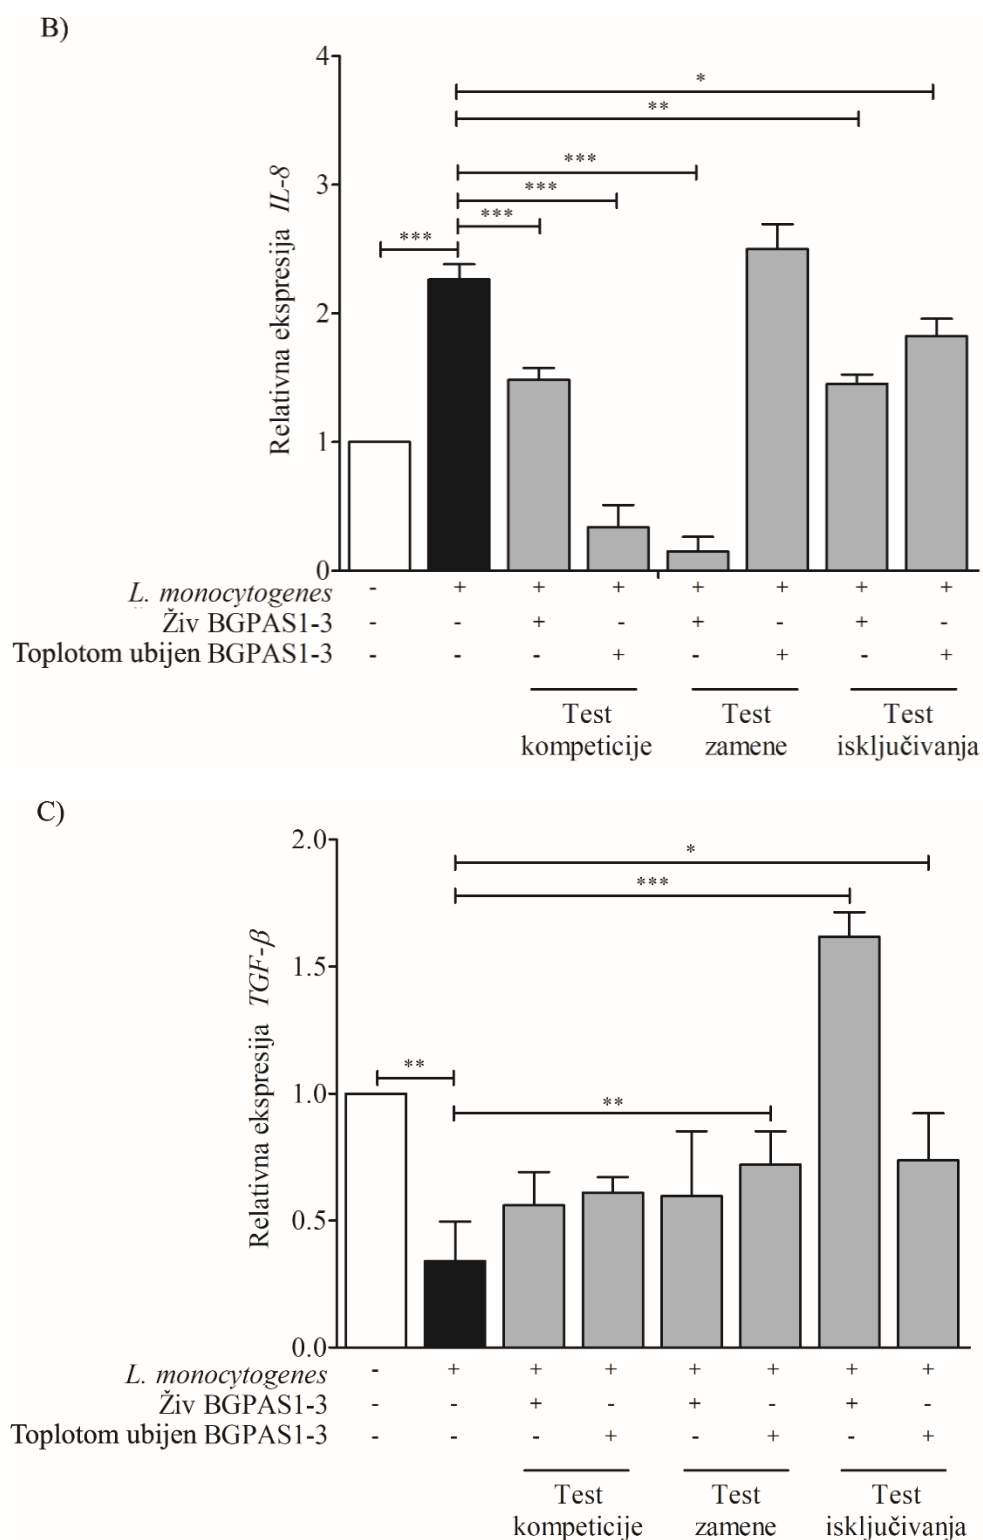 B)
4
*
**
3
***
***
***
***
2
1
0
Relativna ekspresija IL-8
L. monocytogenes - + + + + + + +
Živ BGPAS1-3 - - + - + - + -
Toplotom ubijen BGPAS1-3 - - - + - + - +
Test Test Test
kompeticije zamene isključivanja
C)
2.0
*
***
1.5
**
1.0
**
0.5
0.0
Relativna ekspresija TGF-β
L. monocytogenes - + + + + + + +
Živ BGPAS1-3 - - + - + - + -
Toplotom ubijen BGPAS1-3 - - - + - + - +
Test Test Test
kompeticije zamene isključivanja